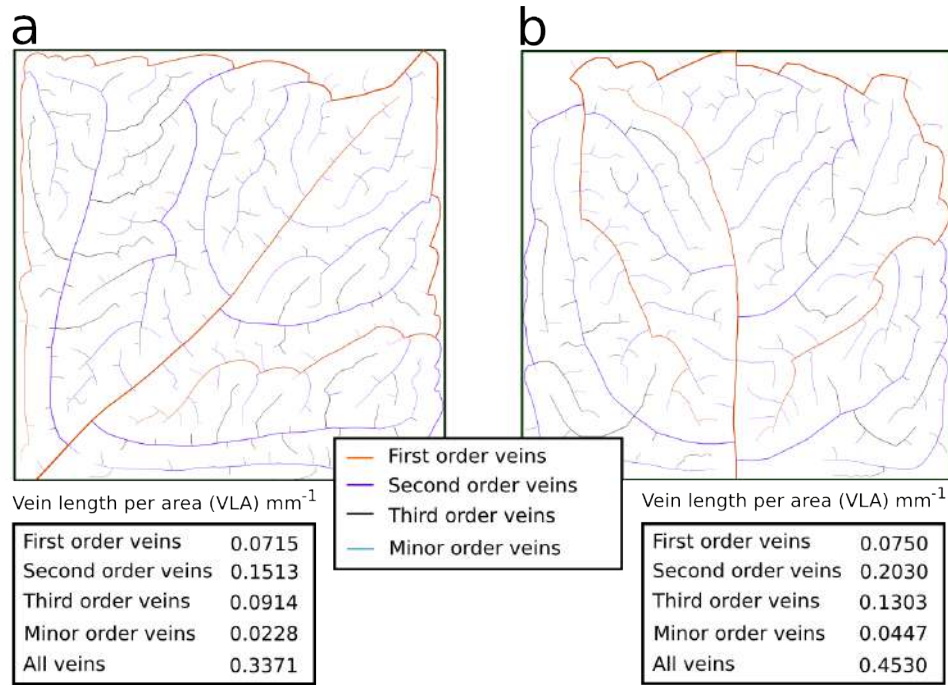 a
b
First order veins
Second order veins
Third order veins
Minor order veins
Vein length per area (VLA) mm-1
First order veins 0.0715
Second order veins 0.1513
Third order veins 0.0914
Minor order veins 0.0228
All veins 0.3371
Vein length per area (VLA) mm-1
First order veins 0.0750
Second order veins 0.2030
Third order veins 0.1303
Minor order veins 0.0447
All veins 0.4530